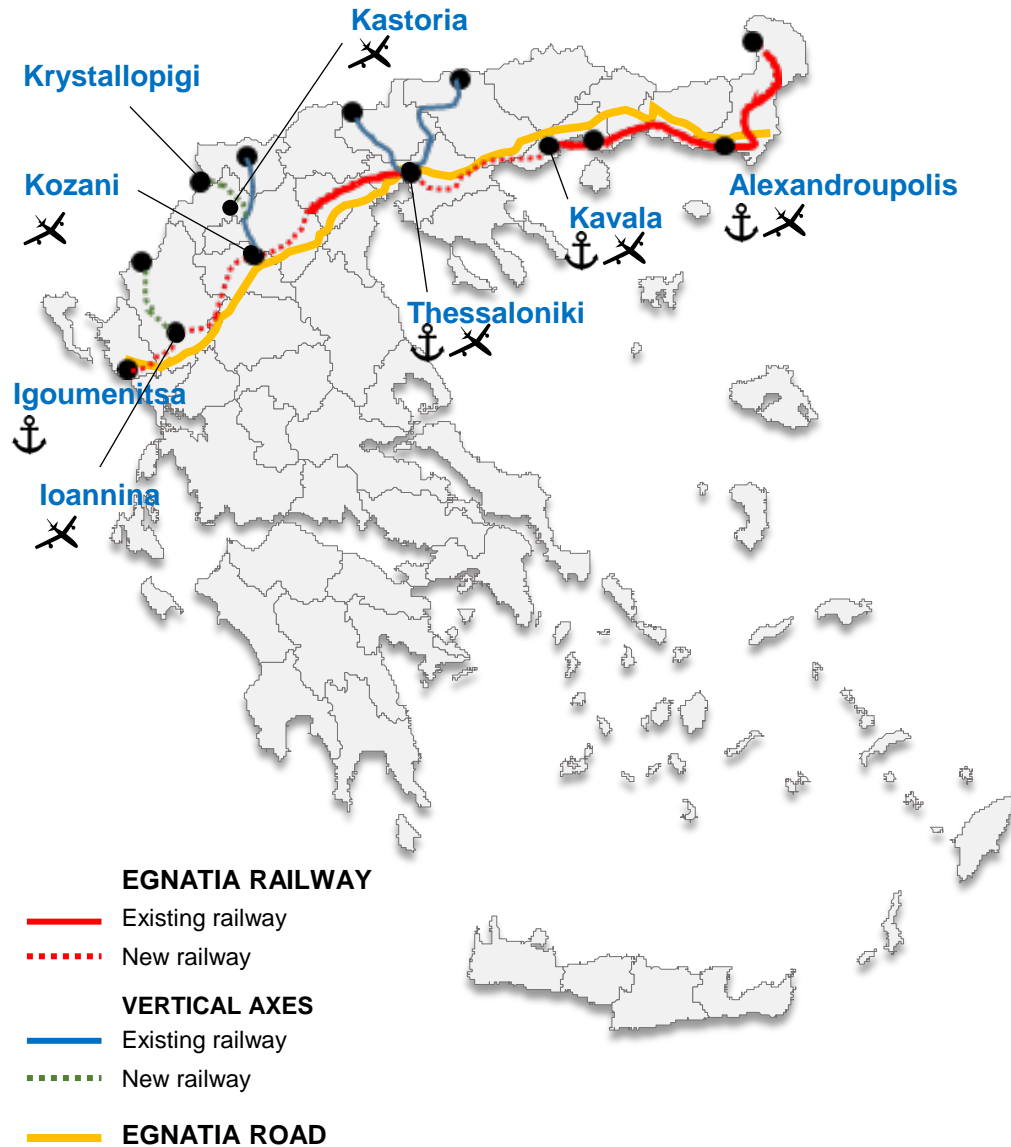 Kastoria
Krystallopigi
Kozani
Alexandroupolis
Kavala
Thessaloniki
Igoumenitsa
Ioannina
EGNATIA RAILWAY
Existing railway
New railway
VERTICAL AXES
Existing railway
New railway
EGNATIA ROAD